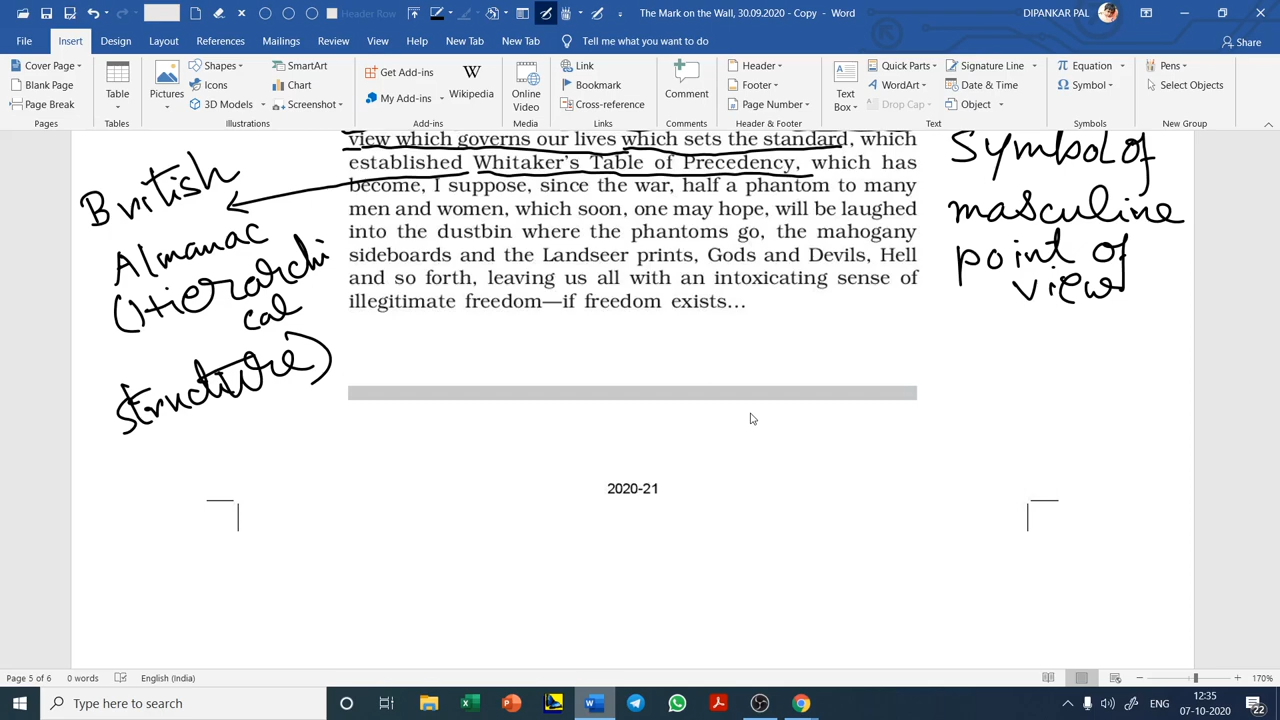 The Mark on the Wall, 30.09.2020 - Copy - Word
DIPANKAR PAL
Header Row
File Insert Design Layout References Mailings Review View Help New Tab New Tab Tell me what you want to do Share
Cover Page
Blank Page
Page Break
Pages
Table
Tables
Pictures
Shapes
Icons
3D Models
SmartArt
Chart
Screenshot
Illustrations
Get Add-ins
My Add-ins
Wikipedia
Add-ins
Online
Video
Media
Link
Bookmark
Cross-reference
Links
Comment
Comments
Header
Footer
Page Number
Header & Footer
Text
Box
Quick Parts
WordArt
Drop Cap
Signature Line
Date & Time
Object
Text
Equation
Symbol
Symbols
Pens
Select Objects
New Group
view which governs our lives which sets the standard, which
established Whitaker's Table of Precedency, which has
become, I suppose, since the war, half a phantom to many
men and women, which soon, one may hope, will be laughed
into the dustbin where the phantoms go, the mahogany
sideboards and the Landseer prints, Gods and Devils, Hell
and so forth, leaving us all with an intoxicating sense of
illegitimate freedom—if freedom exists...
British
Almanac
(Hierarchi
cal
structure)
Symbol of
masculine
point of
view
2020-21
Page 5 of 6 0 words English (India) 170%
Type here to search
ENG
12:35
07-10-2020
22